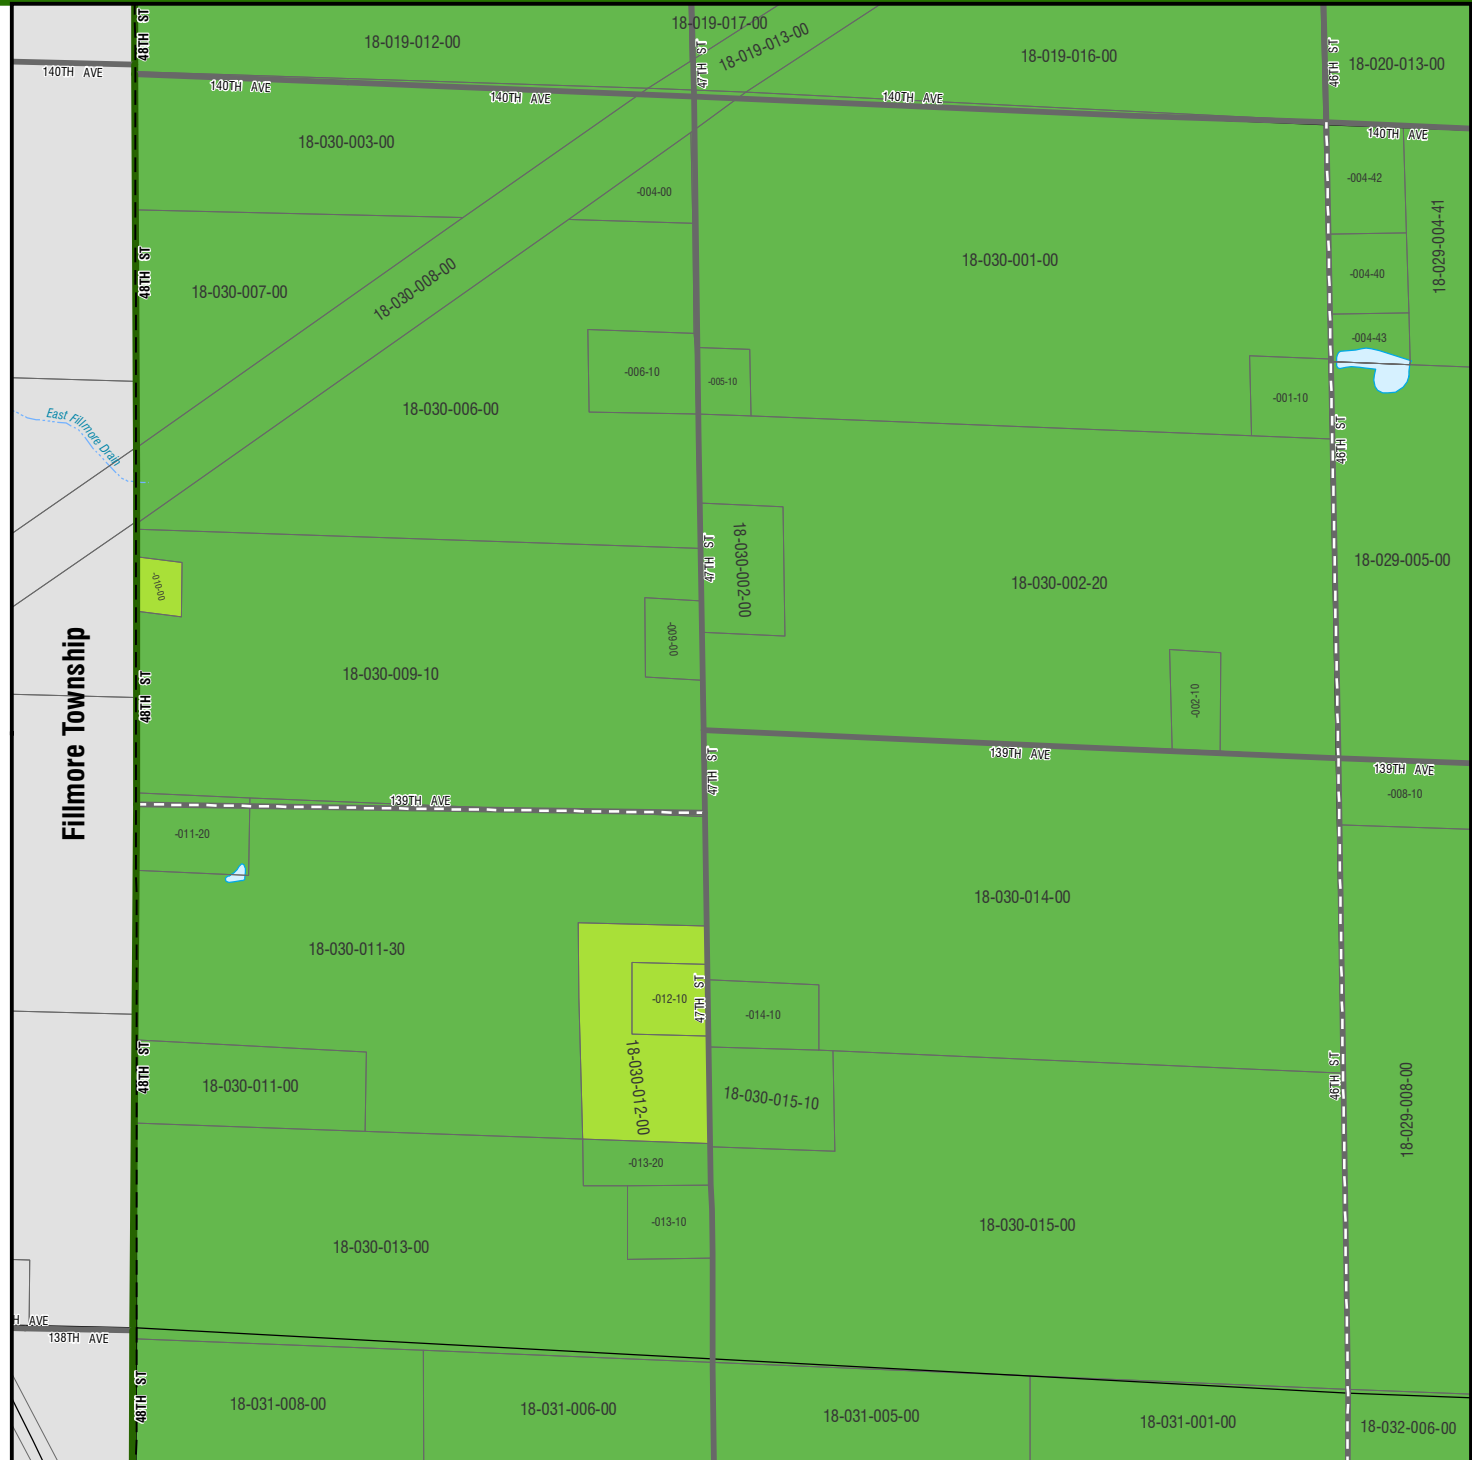 48TH ST
18-019-012-00
18-019-017-00
18-019-013-00
47TH ST
18-019-016-00
46TH ST
18-020-013-00
140TH AVE
140TH AVE
140TH AVE
140TH AVE
140TH AVE
18-030-003-00
-004-00
-004-42
18-029-004-41
48TH ST
18-030-007-00
18-030-008-00
18-030-001-00
-004-40
-004-43
-006-10
-005-10
-001-10
18-030-006-00
East Fillmore Drain
46TH ST
-010-00
47TH ST
18-030-002-00
18-030-002-20
18-029-005-00
-009-00
Fillmore Township
48TH ST
18-030-009-10
-002-10
139TH AVE
47TH ST
139TH AVE
-008-10
139TH AVE
-011-20
18-030-014-00
18-030-011-30
-012-10
47TH ST
-014-10
48TH ST
18-030-011-00
18-030-012-00
18-030-015-10
46TH ST
18-029-008-00
-013-20
-013-10
18-030-015-00
18-030-013-00
H AVE
138TH AVE
48TH ST
18-031-008-00
18-031-006-00
18-031-005-00
18-031-001-00
18-032-006-00